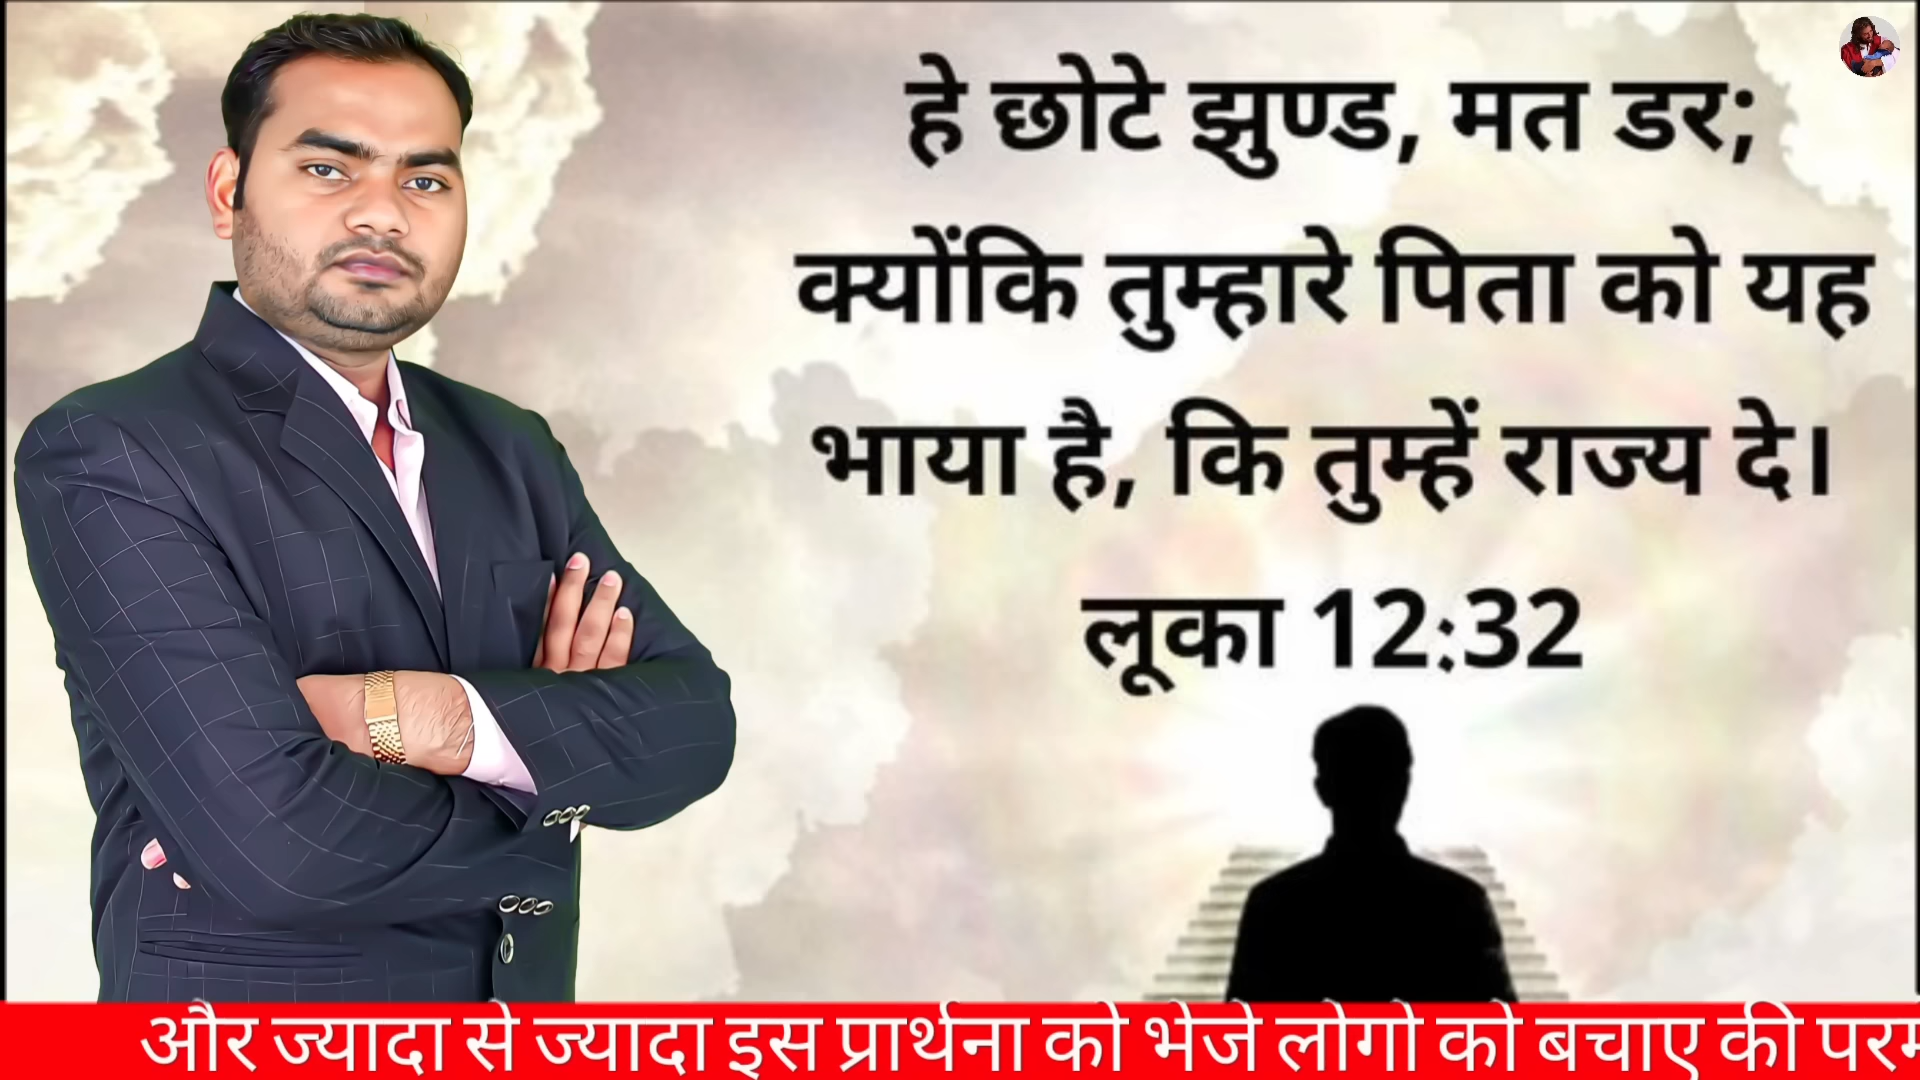 हे छोटे झुण्ड, मत डर;
क्योंकि तुम्हारे पिता को यह
भाया है, कि तुम्हें राज्य दे।
लूका 12:32
और ज्यादा से ज्यादा इस प्रार्थना को भेजे लोगो को बचाए की